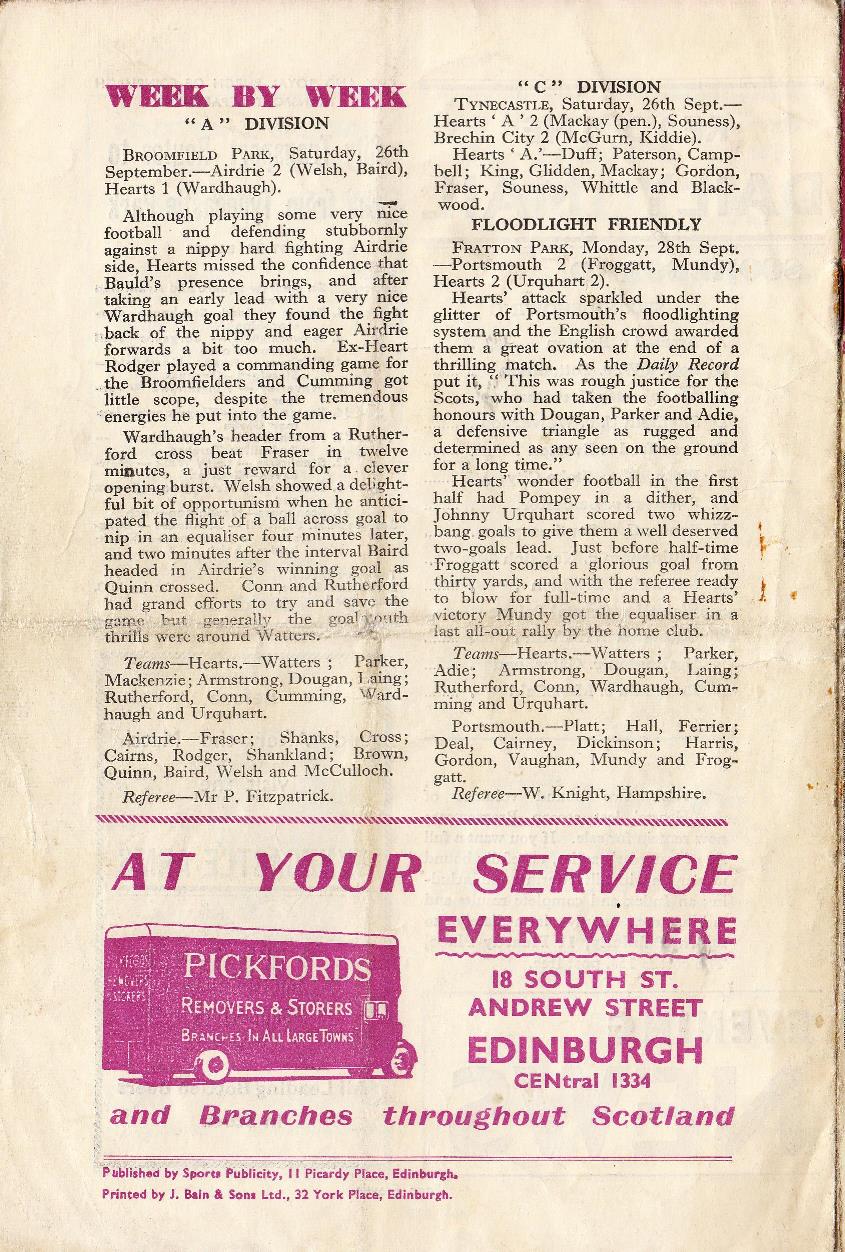 WEEK BY WEEK
“ A ” DIVISION
BROOMFIELD PARK, Saturday, 26th
September.—Airdrie 2 (Welsh, Baird),
Hearts 1 (Wardhaugh).
Although playing some very nice
football and defending stubbornly
against a nippy hard fighting Airdrie
side, Hearts missed the confidence that
Bauld’s presence brings, and after
taking an early lead with a very nice
Wardhaugh goal they found the fight
back of the nippy and eager Airdrie
forwards a bit too much. Ex-Heart
Rodger played a commanding game for
the Broomfielders and Cumming got
little scope, despite the tremendous
energies he put into the game.
Wardhaugh’s header from a Ruther-
ford cross beat Fraser in twelve
minutes, a just reward for a clever
opening burst. Welsh showed a delight-
ful bit of opportunism when he antici-
pated the flight of a ball across goal to
nip in an equaliser four minutes later,
and two minutes after the interval Baird
headed in Airdrie’s winning goal as
Quinn crossed. Conn and Rutherford
had grand efforts to try and save the
game but generally the goal mouth
thrills were around Watters.
Teams—Hearts.—Watters ; Parker,
Mackenzie; Armstrong, Dougan, Laing;
Rutherford, Conn, Cumming, Ward-
haugh and Urquhart.
Airdrie.—Fraser; Shanks, Cross;
Cairns, Rodger, Shankland; Brown,
Quinn, Baird, Welsh and McCulloch.
Referee—Mr P. Fitzpatrick.
“ C ” DIVISION
TYNECASTLE, Saturday, 26th Sept.—
Hearts ‘ A ’ 2 (Mackay (pen.), Souness),
Brechin City 2 (McGurn, Kiddie).
Hearts ‘ A.’—Duff; Paterson, Camp-
bell; King, Glidden, Mackay; Gordon,
Fraser, Souness, Whittle and Black-
wood.
FLOODLIGHT FRIENDLY
FRATTON PARK, Monday, 28th Sept.
—Portsmouth 2 (Froggatt, Mundy),
Hearts 2 (Urquhart 2).
Hearts’ attack sparkled under the
glitter of Portsmouth’s floodlighting
system and the English crowd awarded
them a great ovation at the end of a
thrilling match. As the Daily Record
put it, “ This was rough justice for the
Scots, who had taken the footballing
honours with Dougan, Parker and Adie,
a defensive triangle as rugged and
determined as any seen on the ground
for a long time.”
Hearts’ wonder football in the first
half had Pompey in a dither, and
Johnny Urquhart scored two whizz-
bang goals to give them a well deserved
two-goals lead. Just before half-time
Froggatt scored a glorious goal from
thirty yards, and with the referee ready
to blow for full-time and a Hearts’
victory Mundy got the equaliser in a
last all-out rally by the home club.
Teams—Hearts.—Watters ; Parker,
Adie; Armstrong, Dougan, Laing;
Rutherford, Conn, Wardhaugh, Cum-
ming and Urquhart.
Portsmouth.—Platt; Hall, Ferrier;
Deal, Cairney, Dickinson; Harris,
Gordon, Vaughan, Mundy and Frog-
gatt.
Referee—W. Knight, Hampshire.
AT YOUR SERVICE
EVERYWHERE
PICKFORDS
REMOVERS & STORERS
BRANCHES IN ALL LARGE TOWNS
18 SOUTH ST.
ANDREW STREET
EDINBURGH
CENtral 1334
and Branches throughout Scotland
Published by Sports Publicity, 11 Picardy Place, Edinburgh.
Printed by J. Bain & Sons Ltd., 32 York Place, Edinburgh.